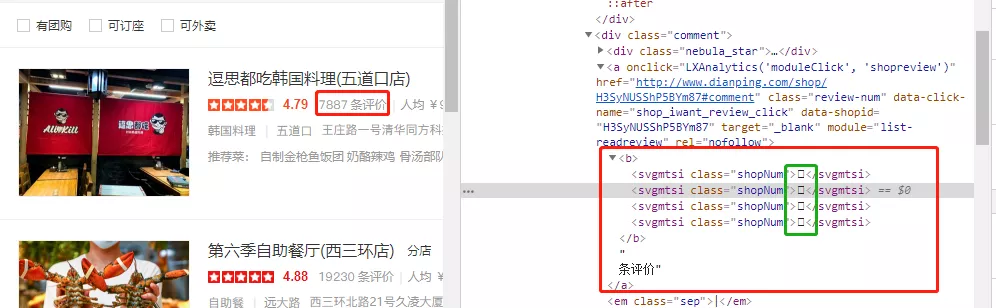 有团购 可订座 可外卖
逗思都吃韩国料理(五道口店)
4.79 7887 条评价 | 人均 ¥9
韩国料理 | 五道口 王庄路一号清华同方科
推荐菜： 自制金枪鱼饭团 奶酪辣鸡 骨汤部队
第六季自助餐厅(西三环店) 分店
4.88 19230 条评价 | 人均 ¥
自助餐 | 远大路 西三环北路21号久凌大厦
::after
</div>
▼<div class="comment">
▶<div class="nebula_star">…</div>
▼<a onclick="LXAnalytics('moduleClick', 'shopreview')"
href="http://www.dianping.com/shop/
H3SyNUSShP5BYm87#comment" class="review-num" data-click-
name="shop_iwant_review_click" data-shopid=
"H3SyNUSShP5BYm87" target="_blank" module="list-
readreview" rel="nofollow">
▼<b>
<svgmtsi class="shopNum">□</svgmtsi>
… <svgmtsi class="shopNum">□</svgmtsi> == $0
<svgmtsi class="shopNum">□</svgmtsi>
<svgmtsi class="shopNum">□</svgmtsi>
</b>
"
条评价"
</a>
<em class="sep">|</em>